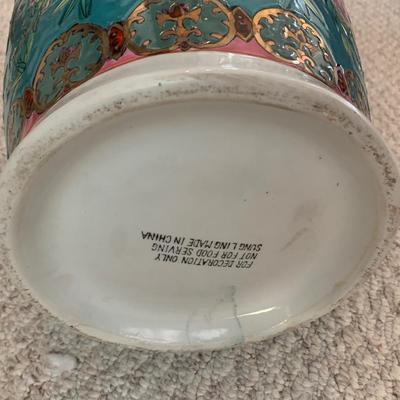 FOR DECORATION ONLY
NOT FOR FOOD SERVING
SUNG LING MADE IN CHINA